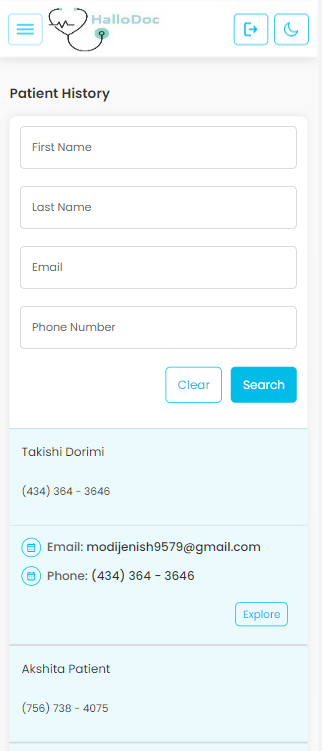 HalloDoc
Patient History
First Name
Last Name
Email
Phone Number
Clear Search
Takishi Dorimi
(434) 364 - 3646
Email: modijenish9579@gmail.com
Phone: (434) 364 - 3646
Explore
Akshita Patient
(756) 738 - 4075